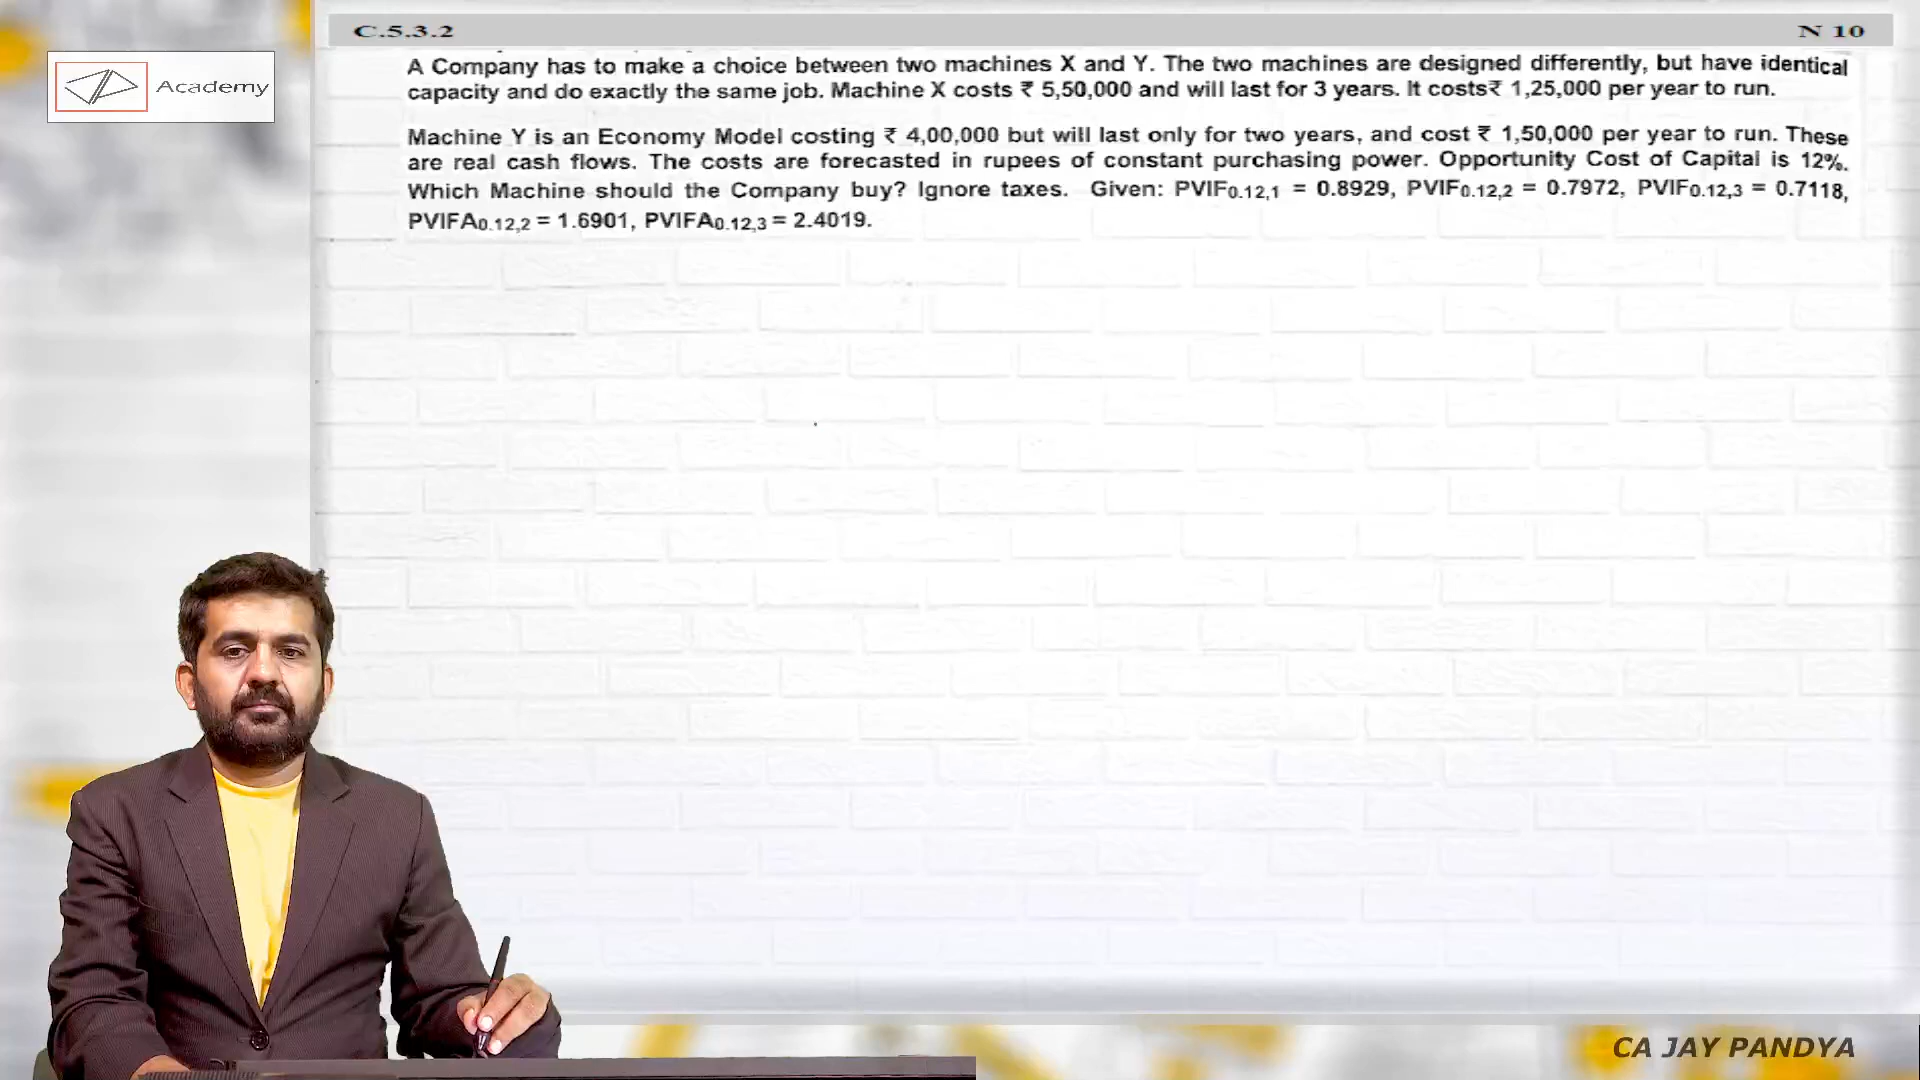 C.5.3.2 N 10
Academy
A Company has to make a choice between two machines X and Y. The two machines are designed differently, but have identical
capacity and do exactly the same job. Machine X costs ₹ 5,50,000 and will last for 3 years. It costs₹ 1,25,000 per year to run.
Machine Y is an Economy Model costing ₹ 4,00,000 but will last only for two years, and cost ₹ 1,50,000 per year to run. These
are real cash flows. The costs are forecasted in rupees of constant purchasing power. Opportunity Cost of Capital is 12%.
Which Machine should the Company buy? Ignore taxes. Given: PVIF0.12,1 = 0.8929, PVIF0.12,2 = 0.7972, PVIF0.12,3 = 0.7118,
PVIFA0.12,2 = 1.6901, PVIFA0.12,3 = 2.4019.
CA JAY PANDYA